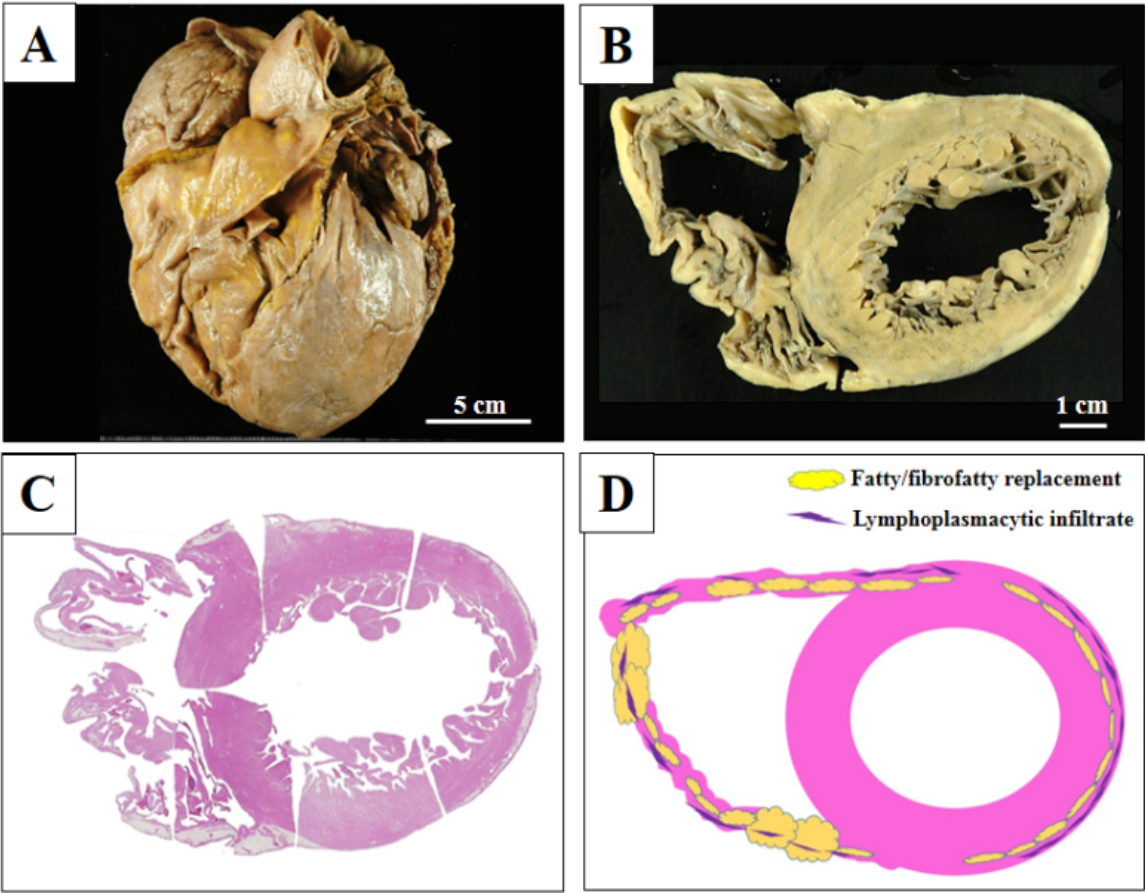 A
B
5 cm
1 cm
C
D
Fatty/fibrofatty replacement
Lymphoplasmacytic infiltrate